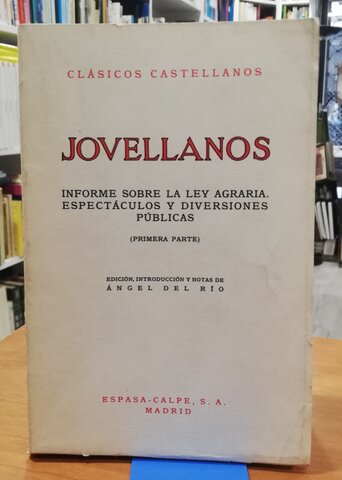 CLÁSICOS CASTELLANOS
JOVELLANOS
INFORME SOBRE LA LEY AGRARIA.
ESPECTÁCULOS Y DIVERSIONES
PÚBLICAS
(PRIMERA PARTE)
EDICIÓN, INTRODUCCIÓN Y NOTAS DE
ÁNGEL DEL RÍO
ESPASA-CALPE, S. A.
MADRID